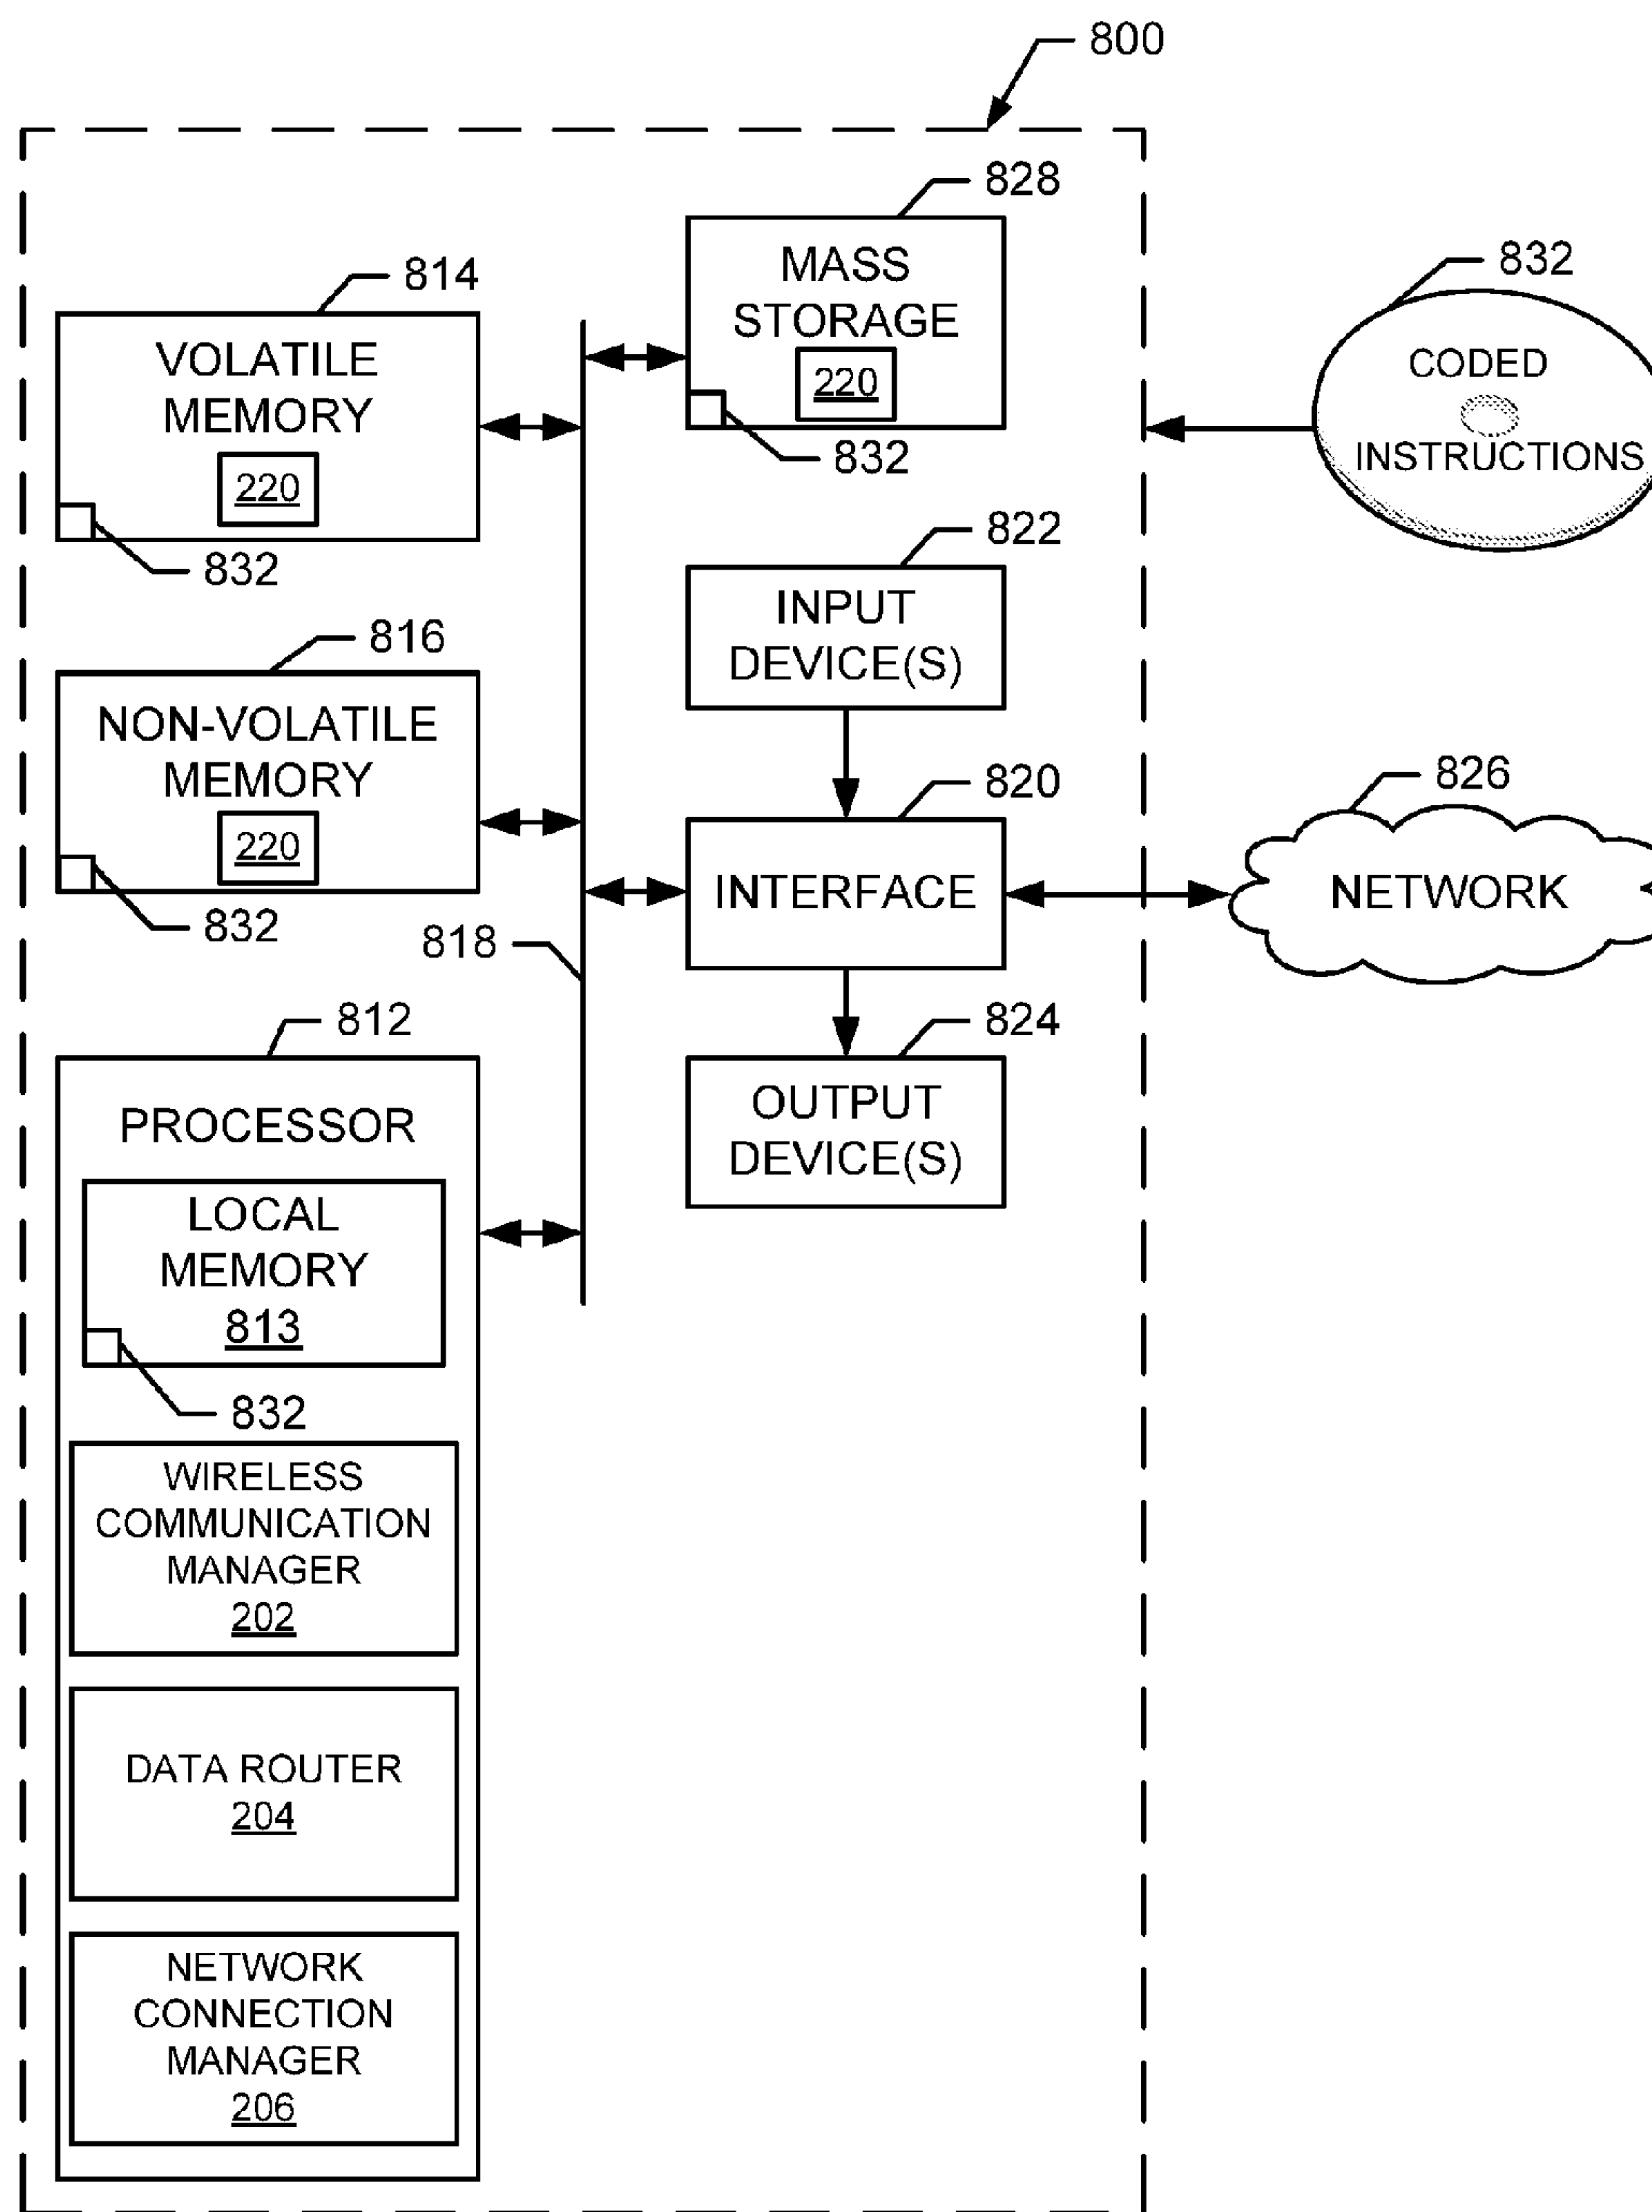 800
828
MASS
STORAGE
220
832
814
VOLATILE
MEMORY
220
832
832
CODED
INSTRUCTIONS
822
INPUT
DEVICE(S)
816
NON-VOLATILE
MEMORY
220
832
820
INTERFACE
826
NETWORK
818
824
OUTPUT
DEVICE(S)
812
PROCESSOR
LOCAL
MEMORY
813
832
WIRELESS
COMMUNICATION
MANAGER
202
DATA ROUTER
204
NETWORK
CONNECTION
MANAGER
206